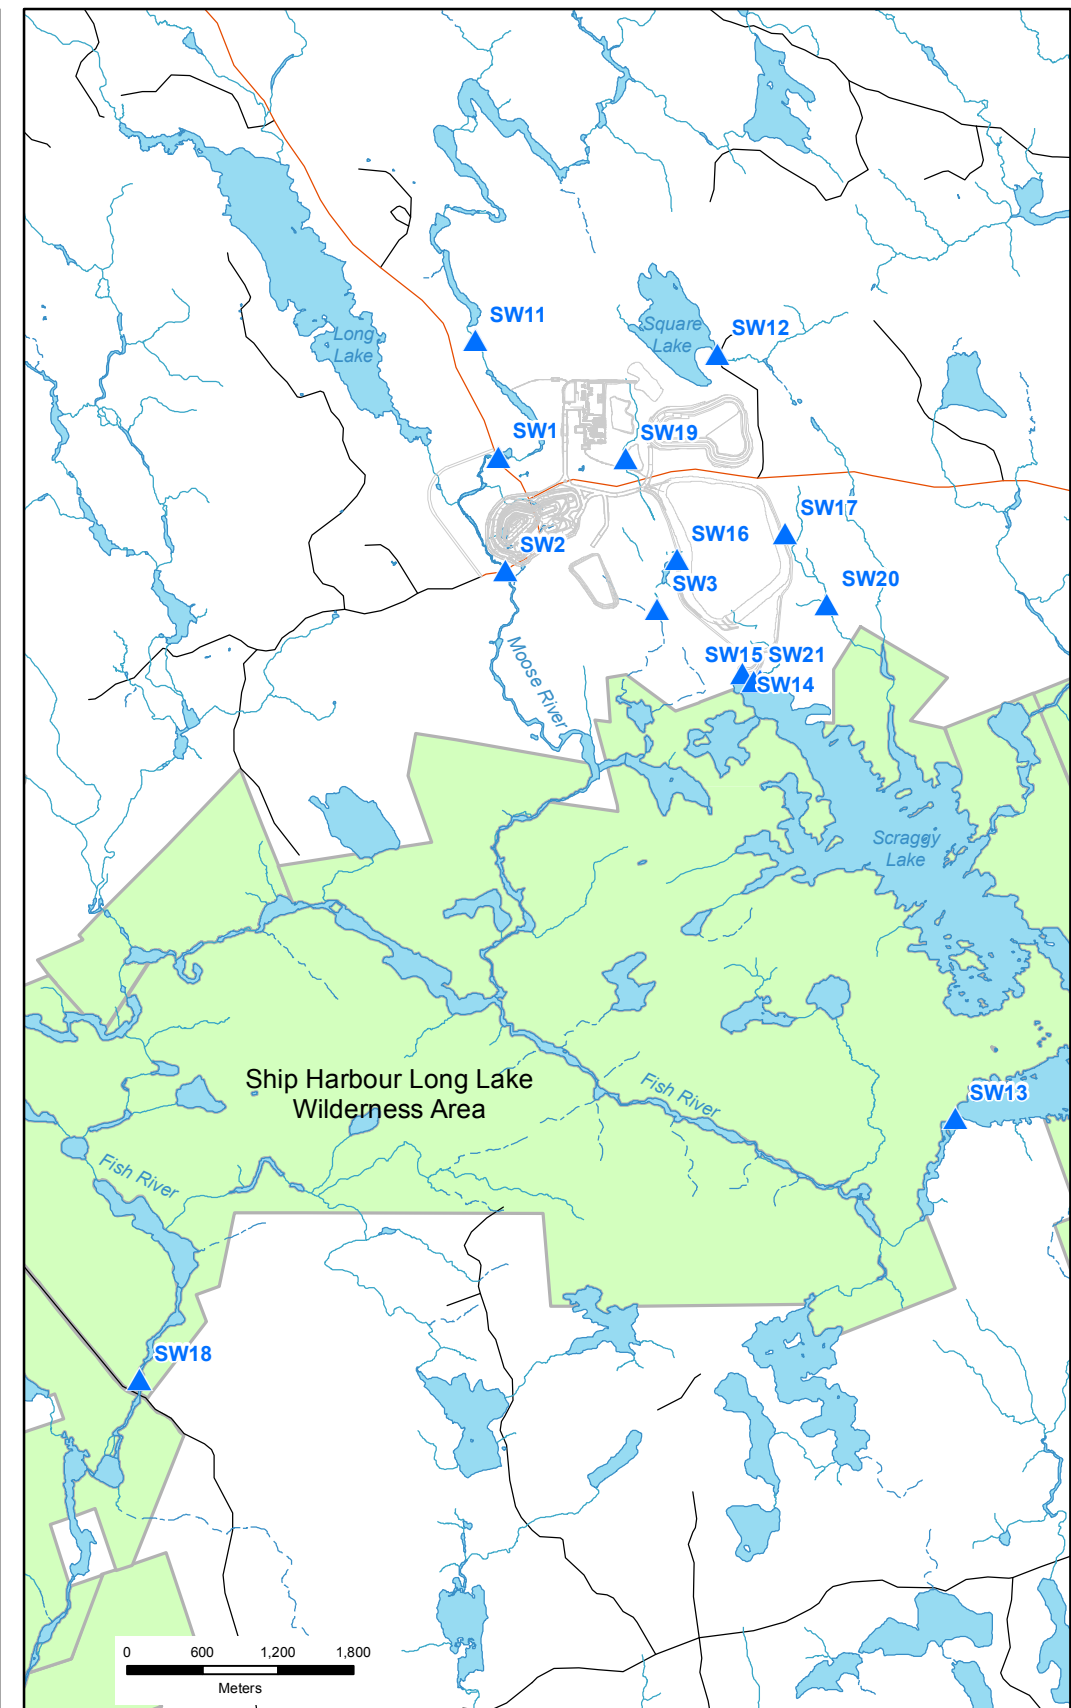 SW11
Square
Lake
SW12
Long
Lake
SW1
SW19
SW17
SW2
SW16
SW3
SW20
Moose River
SW15 SW21
SW14
Scraggy
Lake
Ship Harbour Long Lake
Wilderness Area
Fish River
SW13
Fish River
SW18
0 600 1,200 1,800
Meters